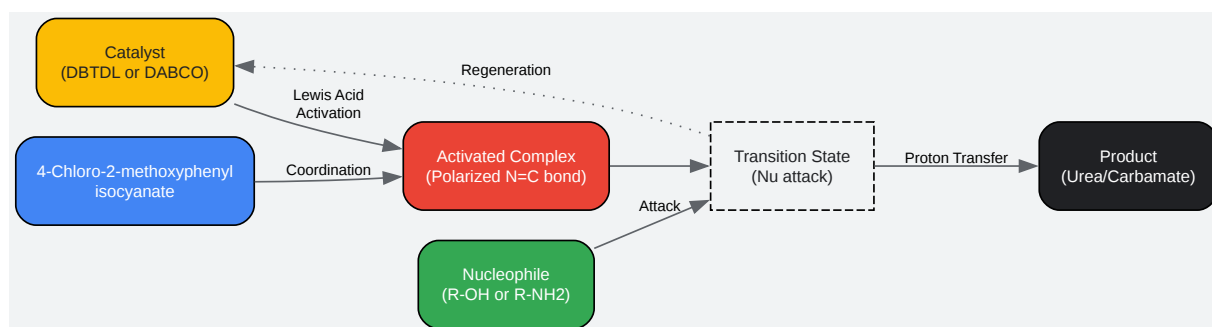 Catalyst
(DBTDL or DABCO)
Regeneration
Lewis Acid
Activation
4-Chloro-2-methoxyphenyl
isocyanate
Coordination
Activated Complex
(Polarized N=C bond)
Transition State
(Nu attack)
Proton Transfer
Product
(Urea/Carbamate)
Attack
Nucleophile
(R-OH or R-NH2)